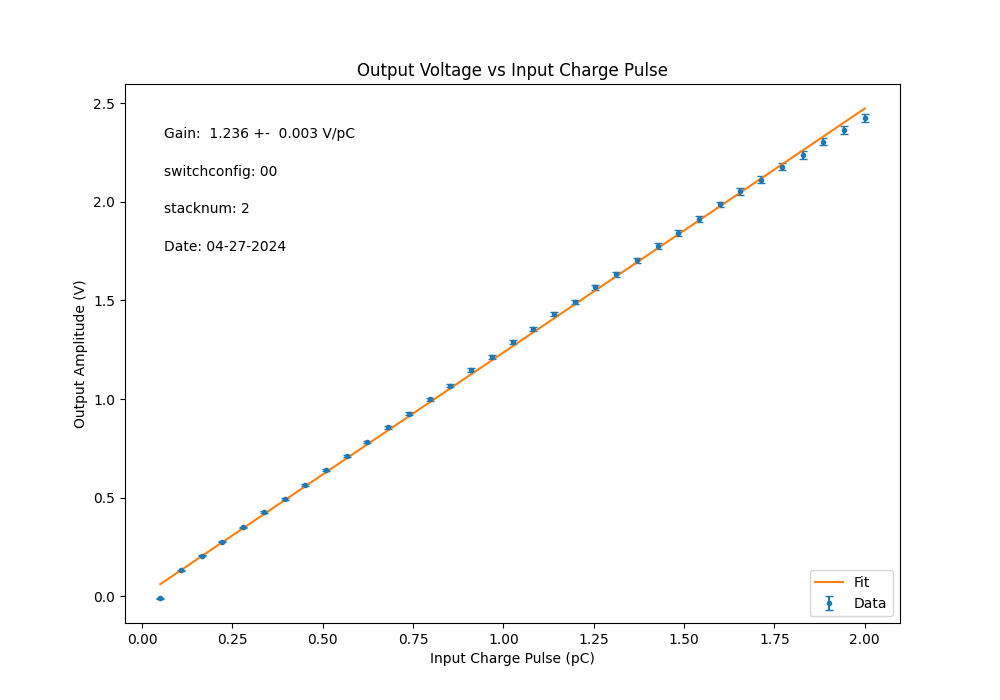 Output Voltage vs Input Charge Pulse
Gain:  1.236 +-  0.003 V/pC
switchconfig: 00
stacknum: 2
Date: 04-27-2024
Output Amplitude (V)
2.5
2.0
1.5
1.0
0.5
0.0
Fit
Data
0.00 0.25 0.50 0.75 1.00 1.25 1.50 1.75 2.00
Input Charge Pulse (pC)